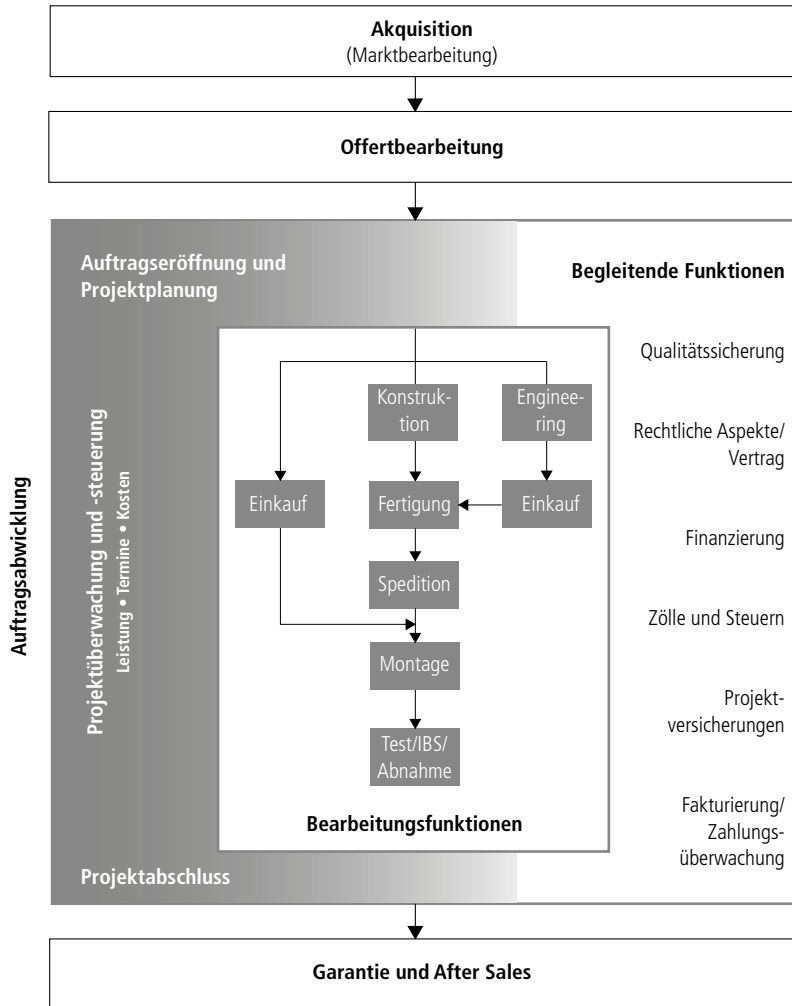 Akquisition
(Marktbearbeitung)
Offertbearbeitung
Auftragsabwicklung
Auftragseröffnung und
Projektplanung
Projektüberwachung und -steuerung
Leistung • Termine • Kosten
Konstruk-
tion
Enginee-
ring
Einkauf
Fertigung
Einkauf
Spedition
Montage
Test/IBS/
Abnahme
Bearbeitungsfunktionen
Projektabschluss
Begleitende Funktionen
Qualitätssicherung
Rechtliche Aspekte/
Vertrag
Finanzierung
Zölle und Steuern
Projekt-
versicherungen
Fakturierung/
Zahlungs-
überwachung
Garantie und After Sales